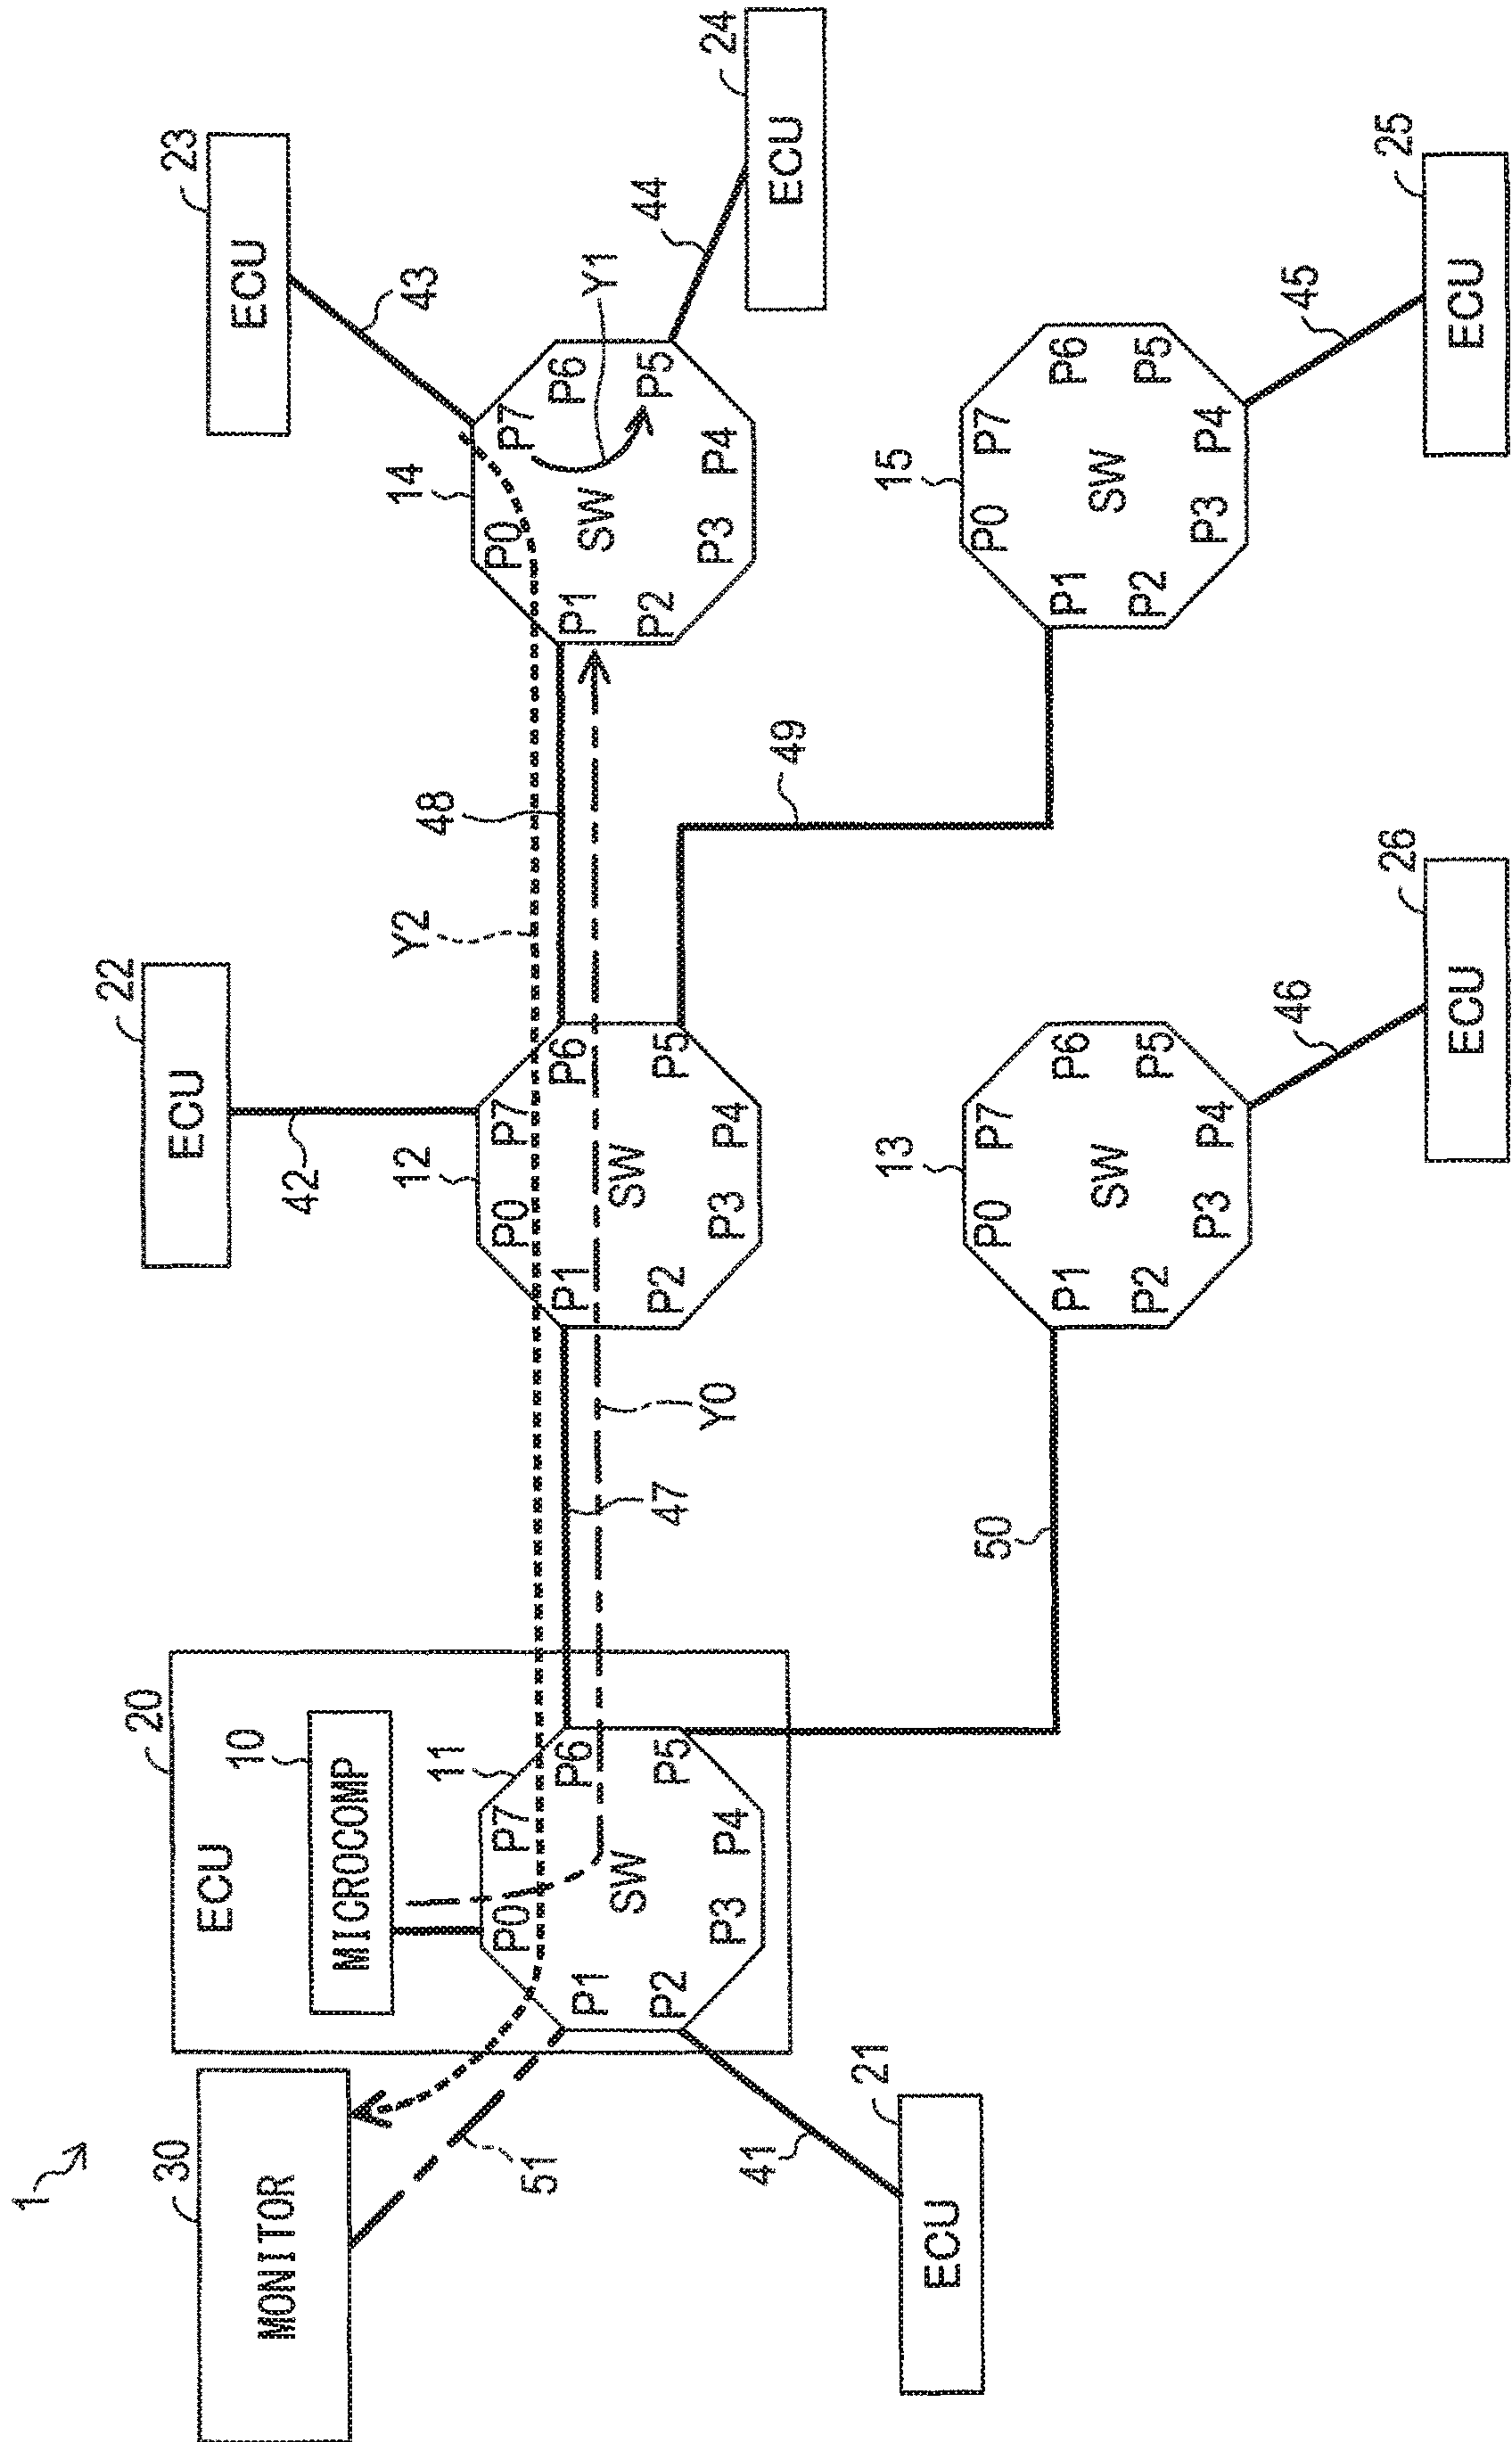 1
30
MONITOR
51
20
ECU
10
MICROCOMP
11
P0
P7
P1
P6
SW
P2
P5
P3
P4
41
21
ECU
47
Y0
50
22
ECU
42
12
P0
P7
P1
P6
SW
P2
P5
P3
P4
13
P0
P7
P1
P6
SW
P2
P5
P3
P4
46
26
ECU
Y2
48
49
23
ECU
43
14
P0
P7
P1
P6
SW
P2
P5
P3
P4
Y1
44
24
ECU
15
P0
P7
P1
P6
SW
P2
P5
P3
P4
45
25
ECU